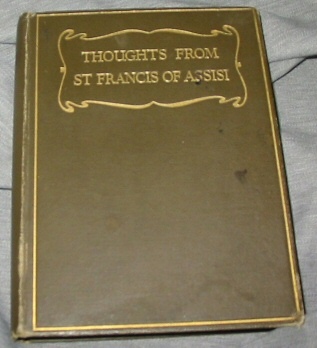 THOUGHTS FROM
ST FRANCIS OF ASSISI